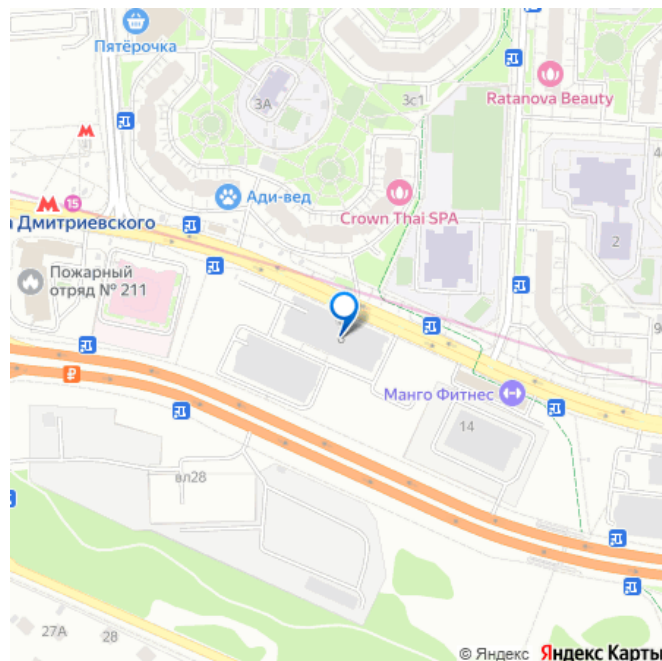 Пятёрочка
3А
3с1
Ratanova Beauty
4
15
Ади-вед
Crown Thai SPA
а Дмитриевского
2
Пожарный
отряд № 211
9
₽
Манго Фитнес
14
вл28
27А
28
© Яндекс Яндекс Карты